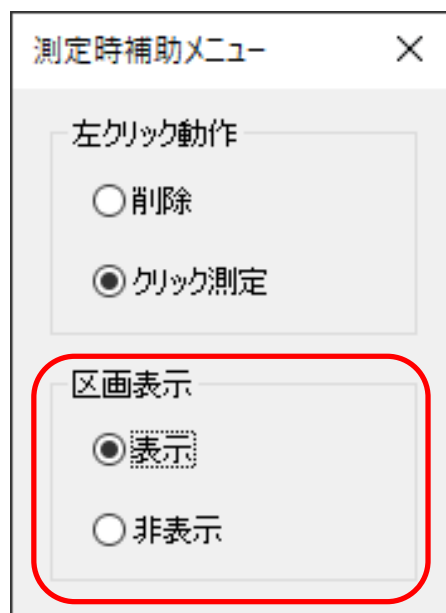 測定時補助メニュー
左クリック動作
削除
クリック測定
区画表示
表示
非表示